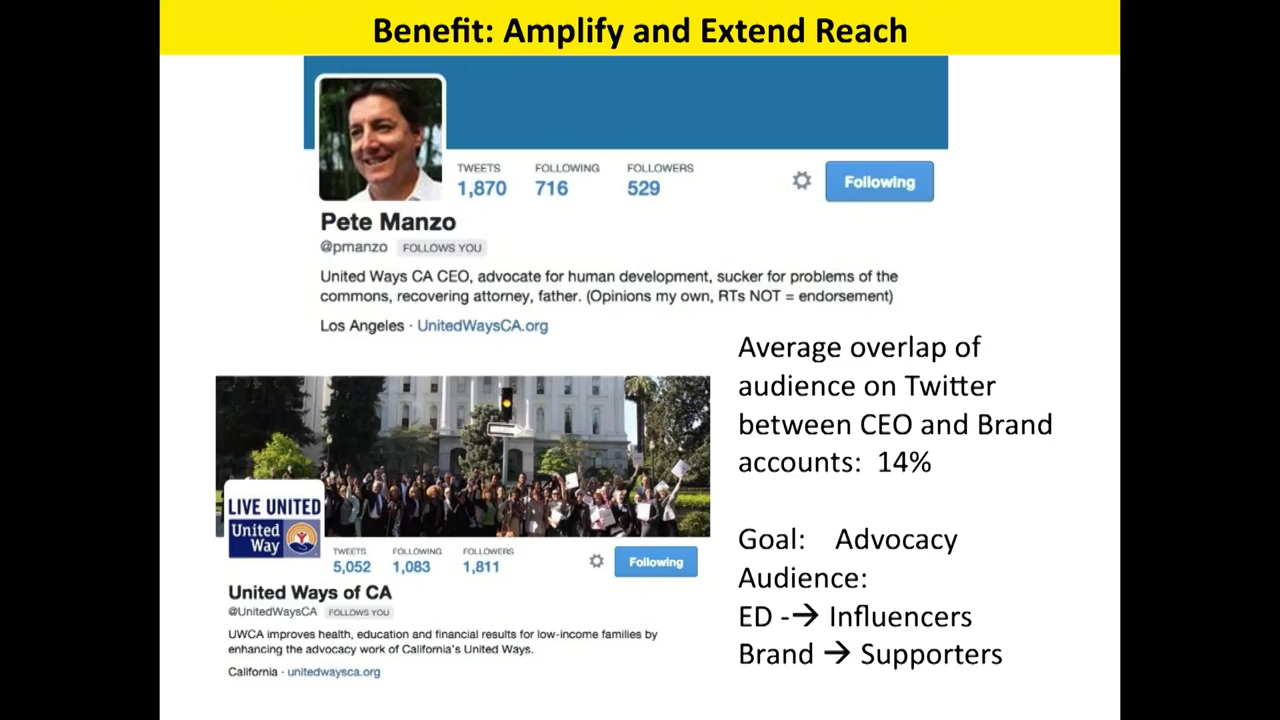 Benefit: Amplify and Extend Reach
TWEETS FOLLOWING FOLLOWERS
1,870 716 529
Following
Pete Manzo
@pmanzo FOLLOWS YOU
United Ways CA CEO, advocate for human development, sucker for problems of the
commons, recovering attorney, father. (Opinions my own, RTs NOT = endorsement)
Los Angeles · UnitedWaysCA.org
Average overlap of
audience on Twitter
between CEO and Brand
accounts: 14%
Goal: Advocacy
Audience:
ED -→ Influencers
Brand → Supporters
LIVE UNITED
United
Way
TWEETS FOLLOWING FOLLOWERS
5,052 1,083 1,811
Following
United Ways of CA
@UnitedWaysCA FOLLOWS YOU
UWCA improves health, education and financial results for low-income families by
enhancing the advocacy work of California's United Ways.
California · unitedwaysca.org